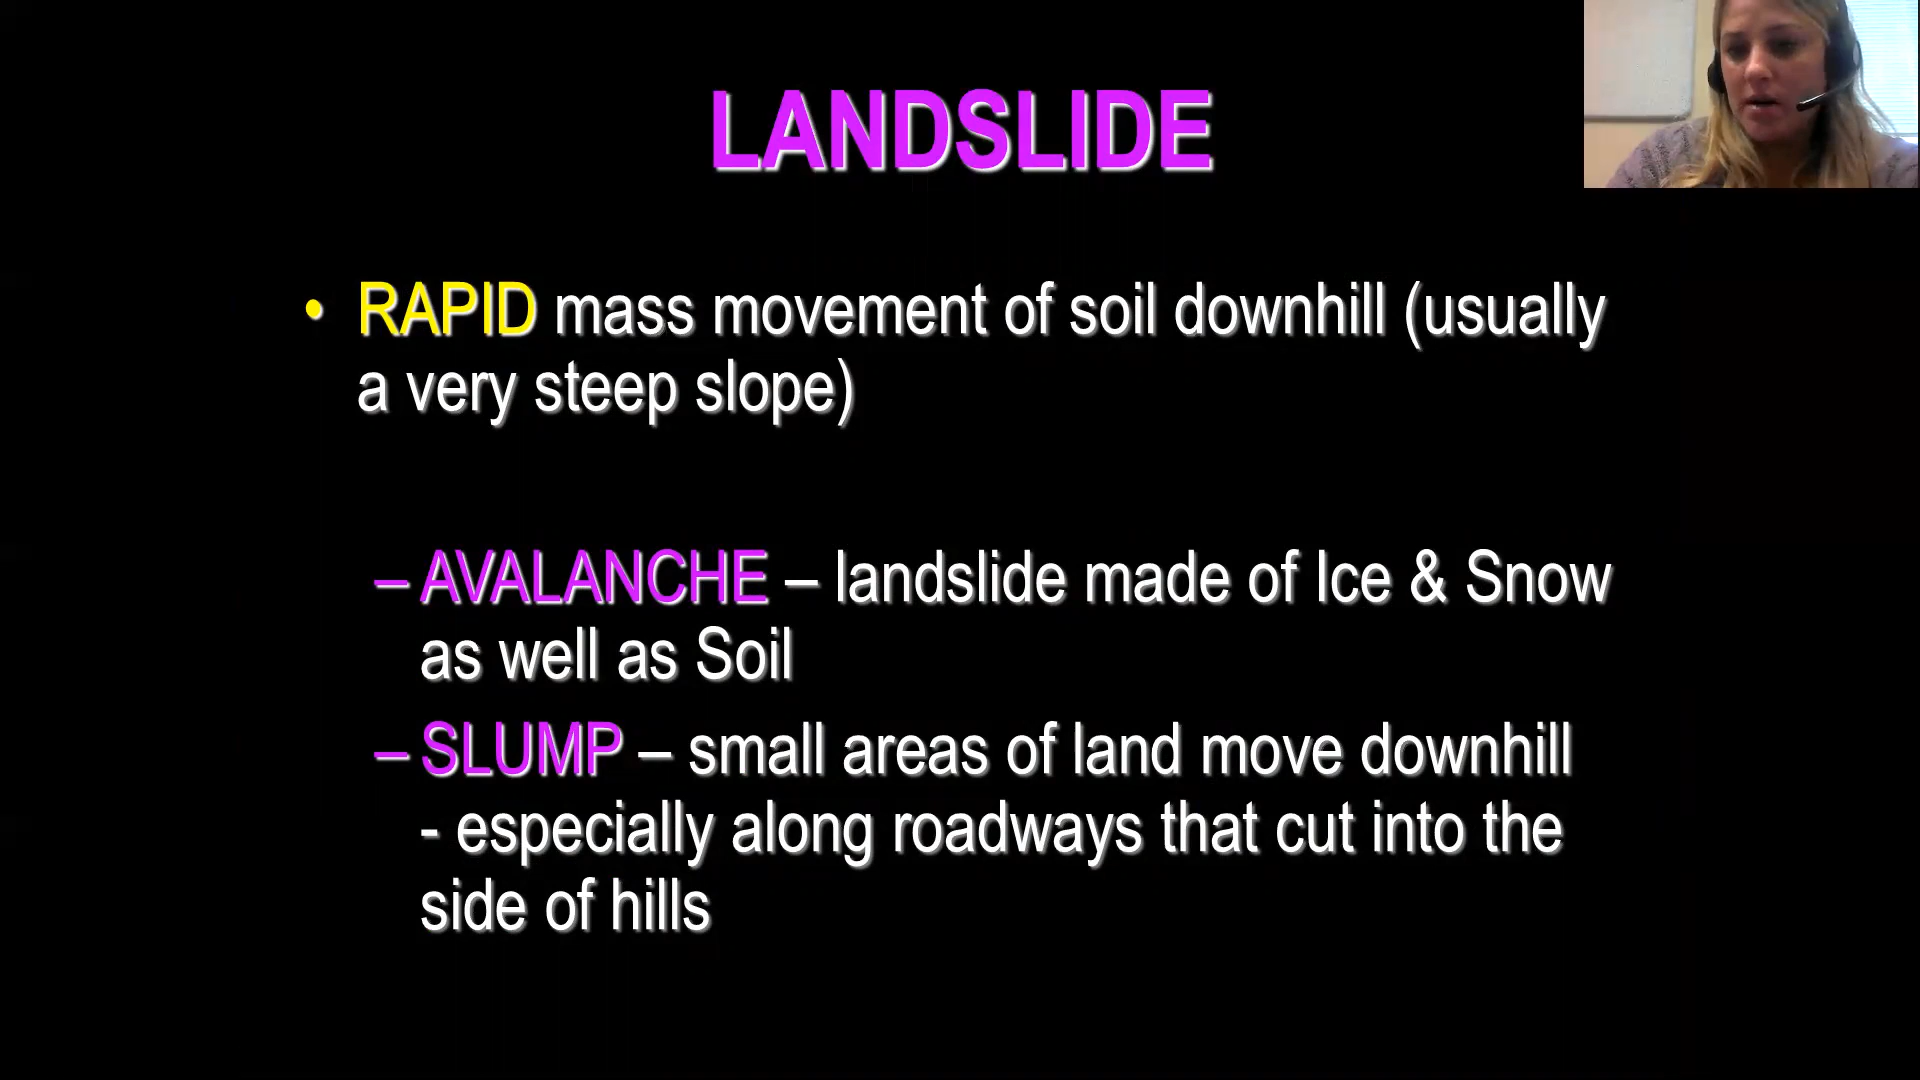 LANDSLIDE
• RAPID mass movement of soil downhill (usually
a very steep slope)
– AVALANCHE – landslide made of Ice & Snow
as well as Soil
– SLUMP – small areas of land move downhill
- especially along roadways that cut into the
side of hills